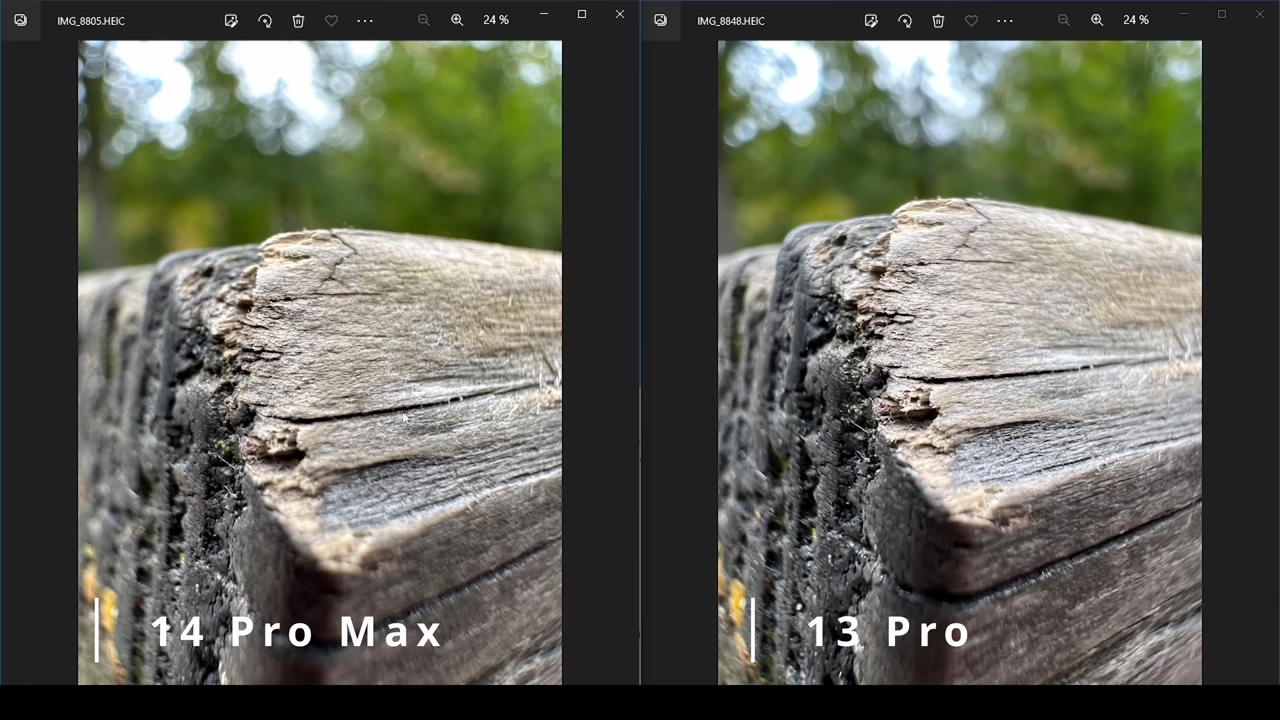 IMG_8805.HEIC
24 %
IMG_8848.HEIC
24 %
14 Pro Max
13 Pro